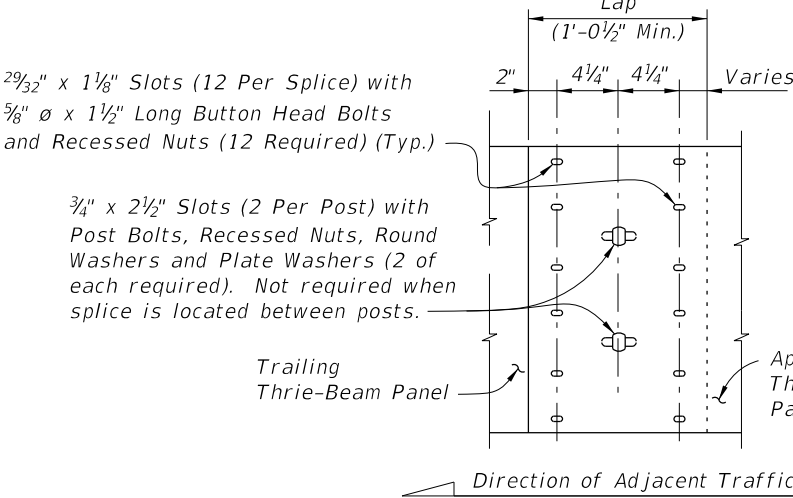 Lap
(1'-0½" Min.)
2" 4¼" 4¼" Varies
29/32" x 1⅛" Slots (12 Per Splice) with
⅝" ø x 1½" Long Button Head Bolts
and Recessed Nuts (12 Required) (Typ.)
¾" x 2½" Slots (2 Per Post) with
Post Bolts, Recessed Nuts, Round
Washers and Plate Washers (2 of
each required). Not required when
splice is located between posts.
Trailing
Thrie-Beam Panel
Ap
Th
Pa
Direction of Adjacent Traffic